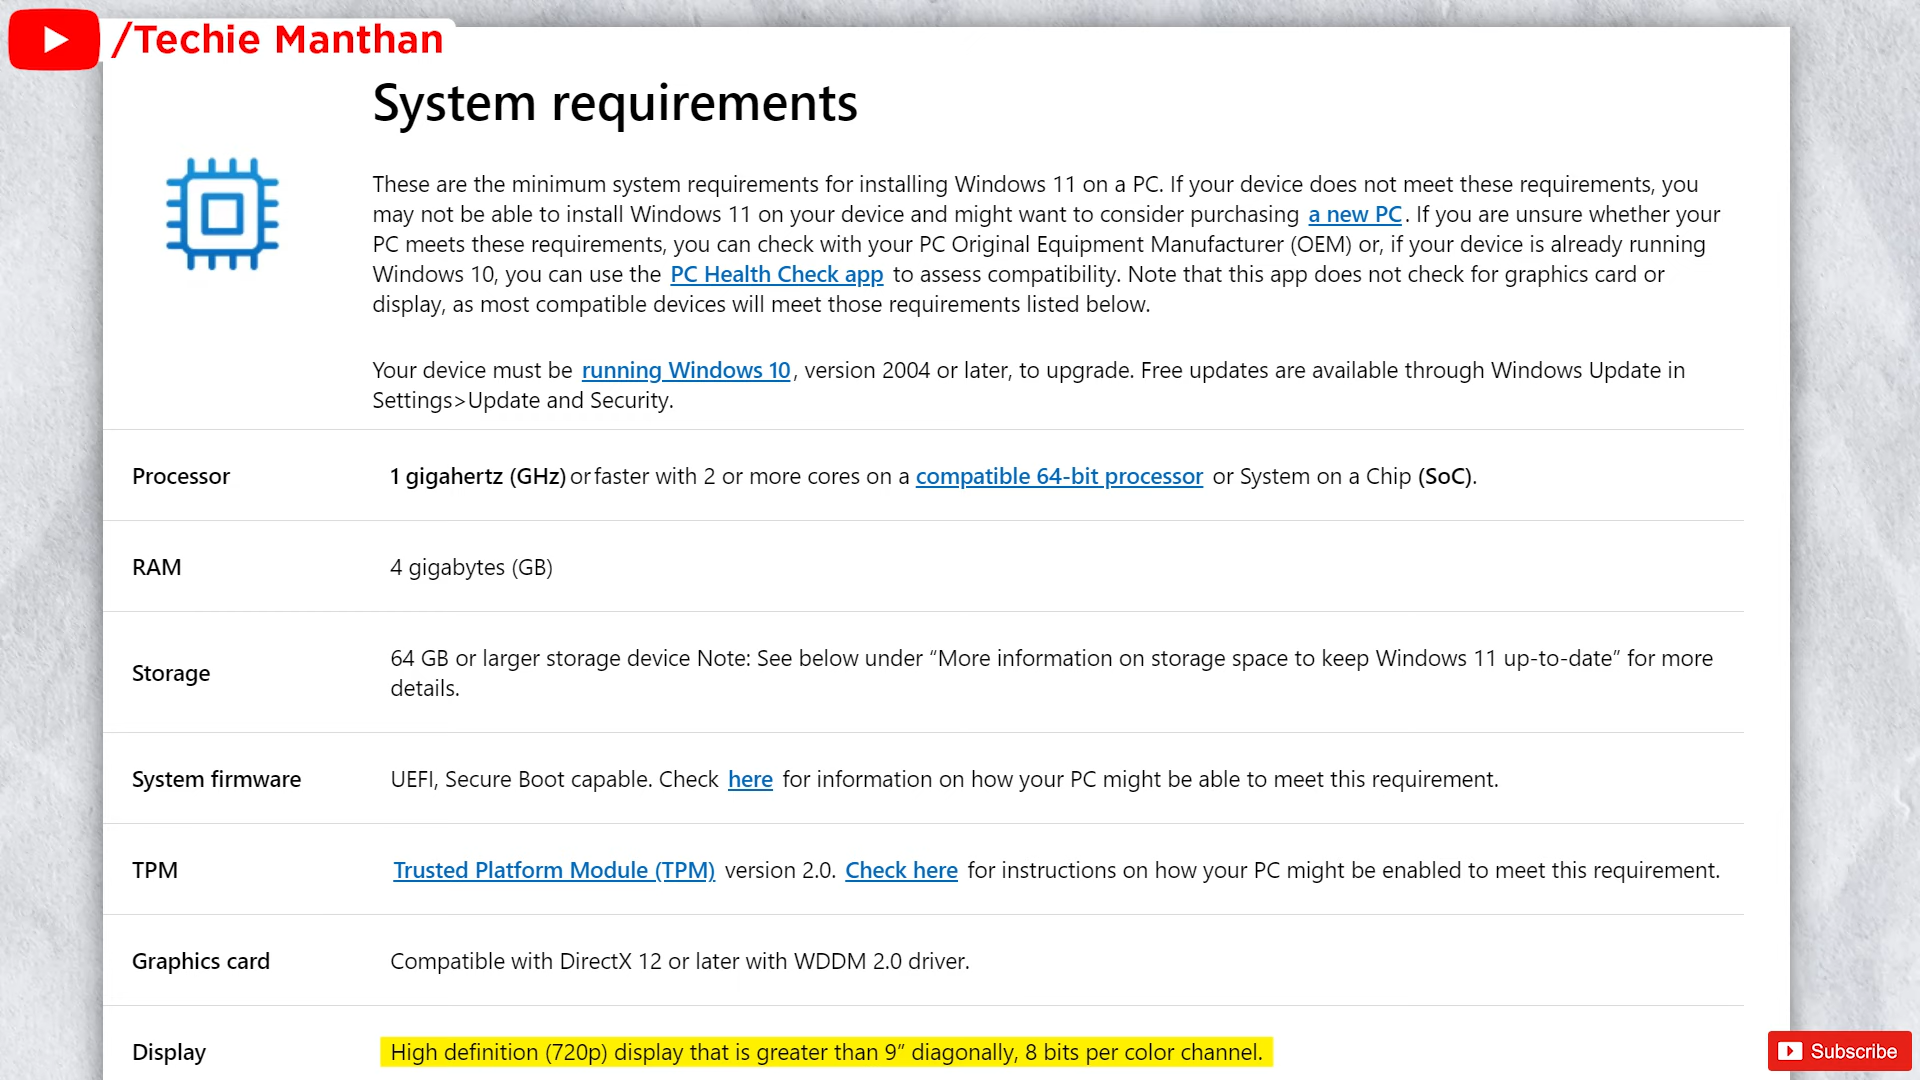 /Techie Manthan
System requirements
These are the minimum system requirements for installing Windows 11 on a PC. If your device does not meet these requirements, you
may not be able to install Windows 11 on your device and might want to consider purchasing a new PC. If you are unsure whether your
PC meets these requirements, you can check with your PC Original Equipment Manufacturer (OEM) or, if your device is already running
Windows 10, you can use the PC Health Check app to assess compatibility. Note that this app does not check for graphics card or
display, as most compatible devices will meet those requirements listed below.
Your device must be running Windows 10, version 2004 or later, to upgrade. Free updates are available through Windows Update in
Settings>Update and Security.
Processor 1 gigahertz (GHz) or faster with 2 or more cores on a compatible 64-bit processor or System on a Chip (SoC).
RAM 4 gigabytes (GB)
Storage 64 GB or larger storage device Note: See below under “More information on storage space to keep Windows 11 up-to-date” for more
details.
System firmware UEFI, Secure Boot capable. Check here for information on how your PC might be able to meet this requirement.
TPM Trusted Platform Module (TPM) version 2.0. Check here for instructions on how your PC might be enabled to meet this requirement.
Graphics card Compatible with DirectX 12 or later with WDDM 2.0 driver.
Display High definition (720p) display that is greater than 9” diagonally, 8 bits per color channel.
Subscribe